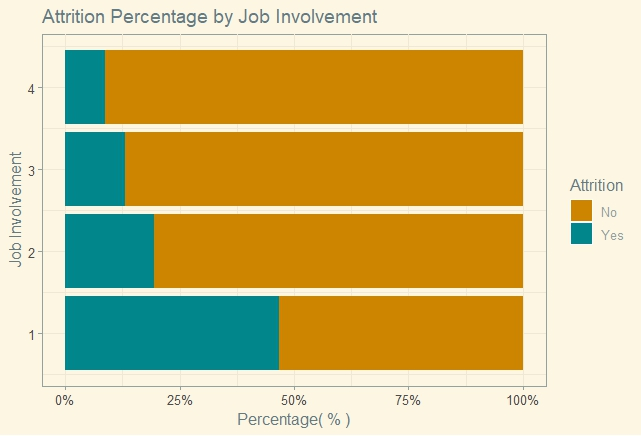 Attrition Percentage by Job Involvement
Job Involvement
4
3
2
1
0%
25%
50%
75%
100%
Percentage( % )
Attrition
No
Yes